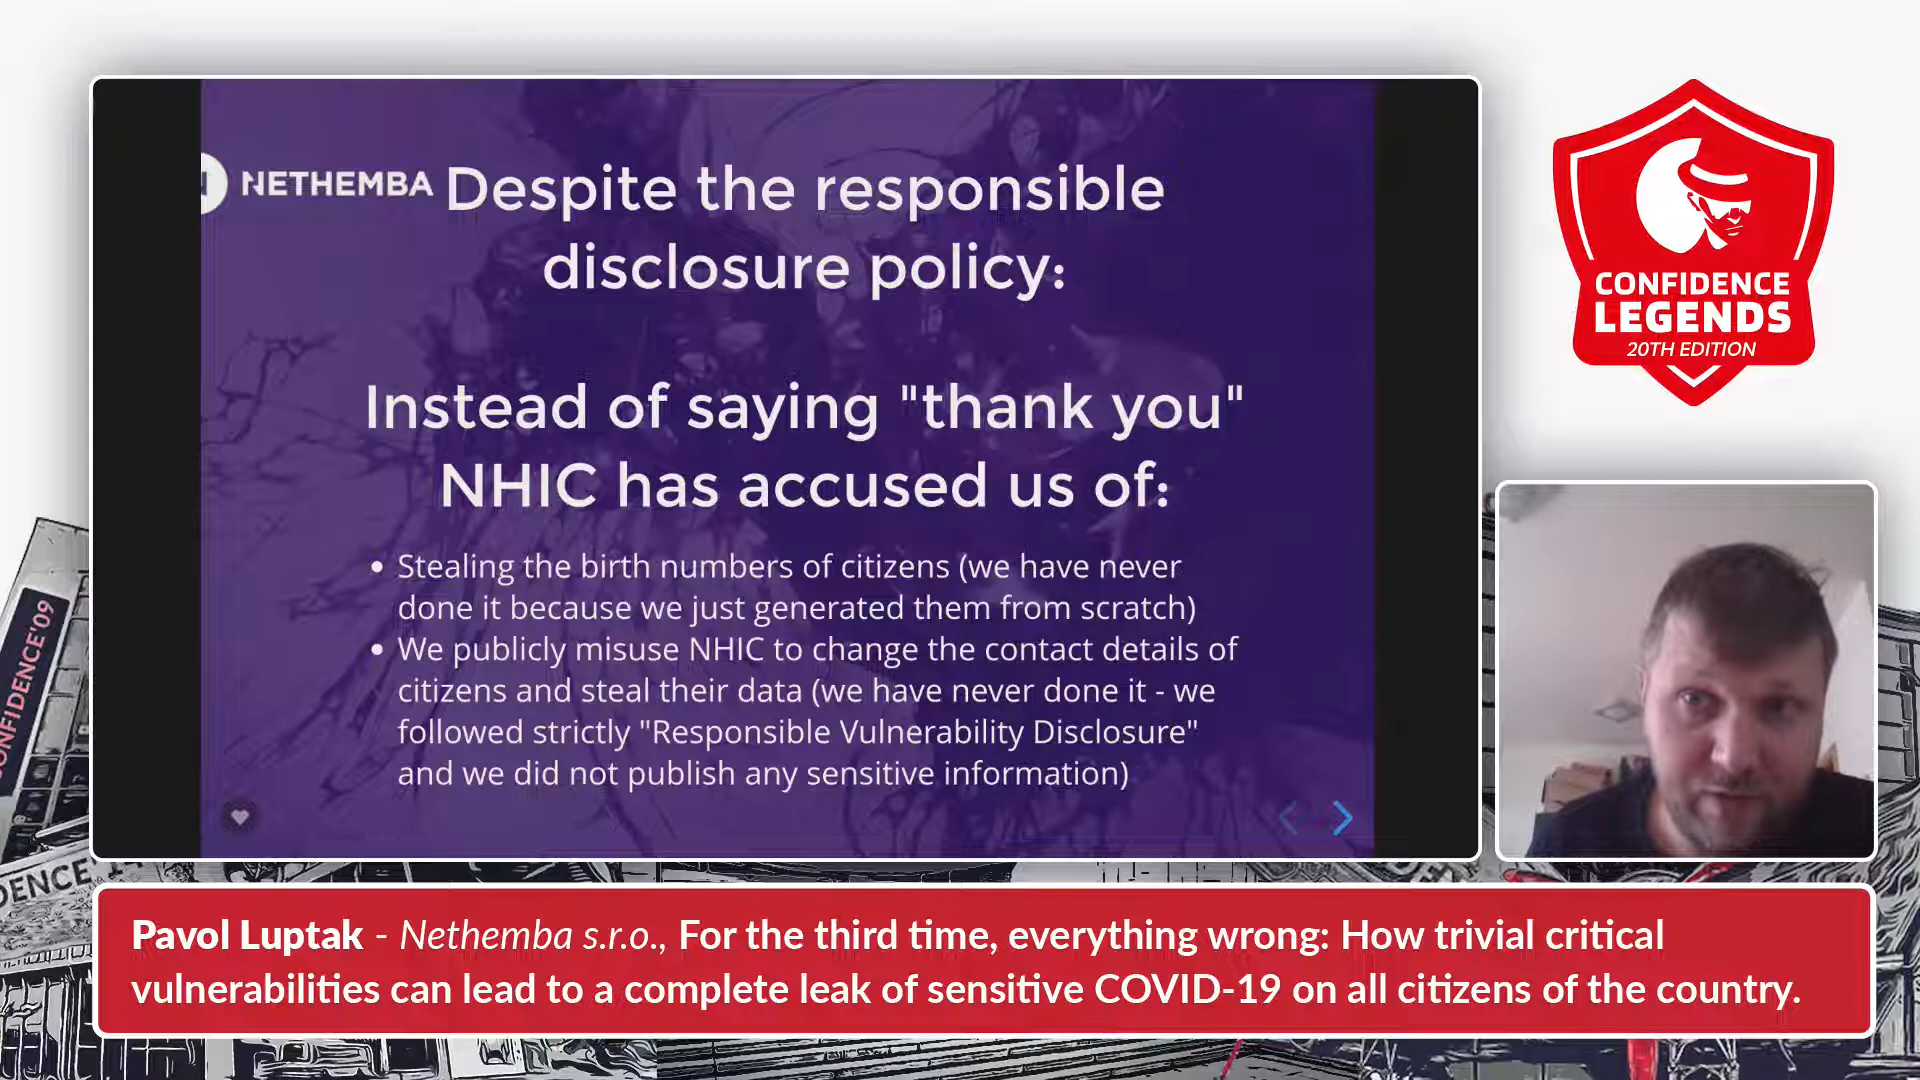 NETHEMBA
Despite the responsible
disclosure policy:
Instead of saying "thank you"
NHIC has accused us of:
• Stealing the birth numbers of citizens (we have never
done it because we just generated them from scratch)
• We publicly misuse NHIC to change the contact details of
citizens and steal their data (we have never done it - we
followed strictly "Responsible Vulnerability Disclosure"
and we did not publish any sensitive information)
CONFIDENCE
LEGENDS
20TH EDITION
CONFIDENCE'09
Pavol Luptak - Nethemba s.r.o., For the third time, everything wrong: How trivial critical
vulnerabilities can lead to a complete leak of sensitive COVID-19 on all citizens of the country.